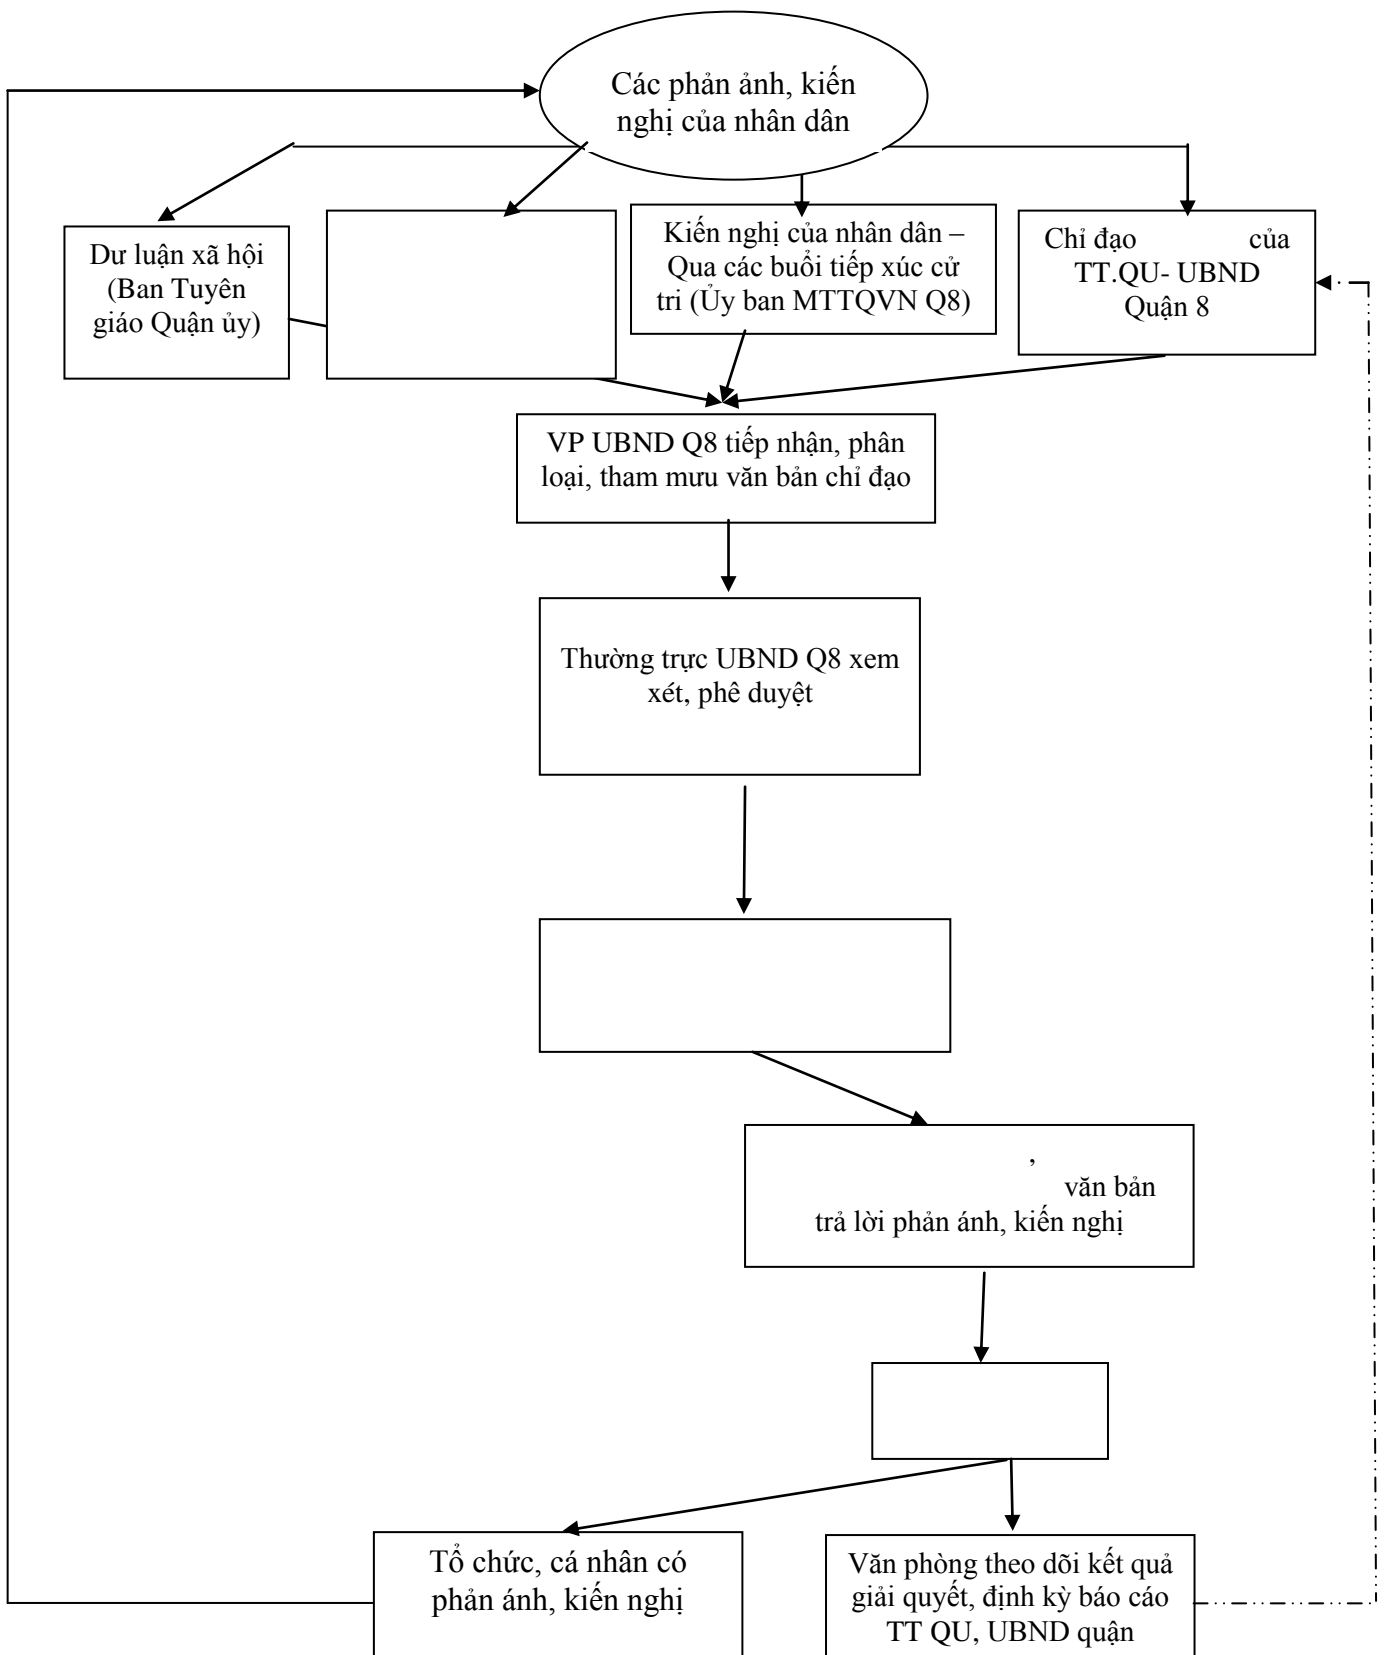 Các phản ảnh, kiến
nghị của nhân dân
Dư luận xã hội
(Ban Tuyên
giáo Quận ủy)
Kiến nghị của nhân dân –
Qua các buổi tiếp xúc cử
tri (Ủy ban MTTQVN Q8)
Chỉ đạo của
TT.QU- UBND
Quận 8
VP UBND Q8 tiếp nhận, phân
loại, tham mưu văn bản chỉ đạo
Thường trực UBND Q8 xem
xét, phê duyệt
,
văn bản
trả lời phản ánh, kiến nghị
Tổ chức, cá nhân có
phản ánh, kiến nghị
Văn phòng theo dõi kết quả
giải quyết, định kỳ báo cáo
TT QU, UBND quận